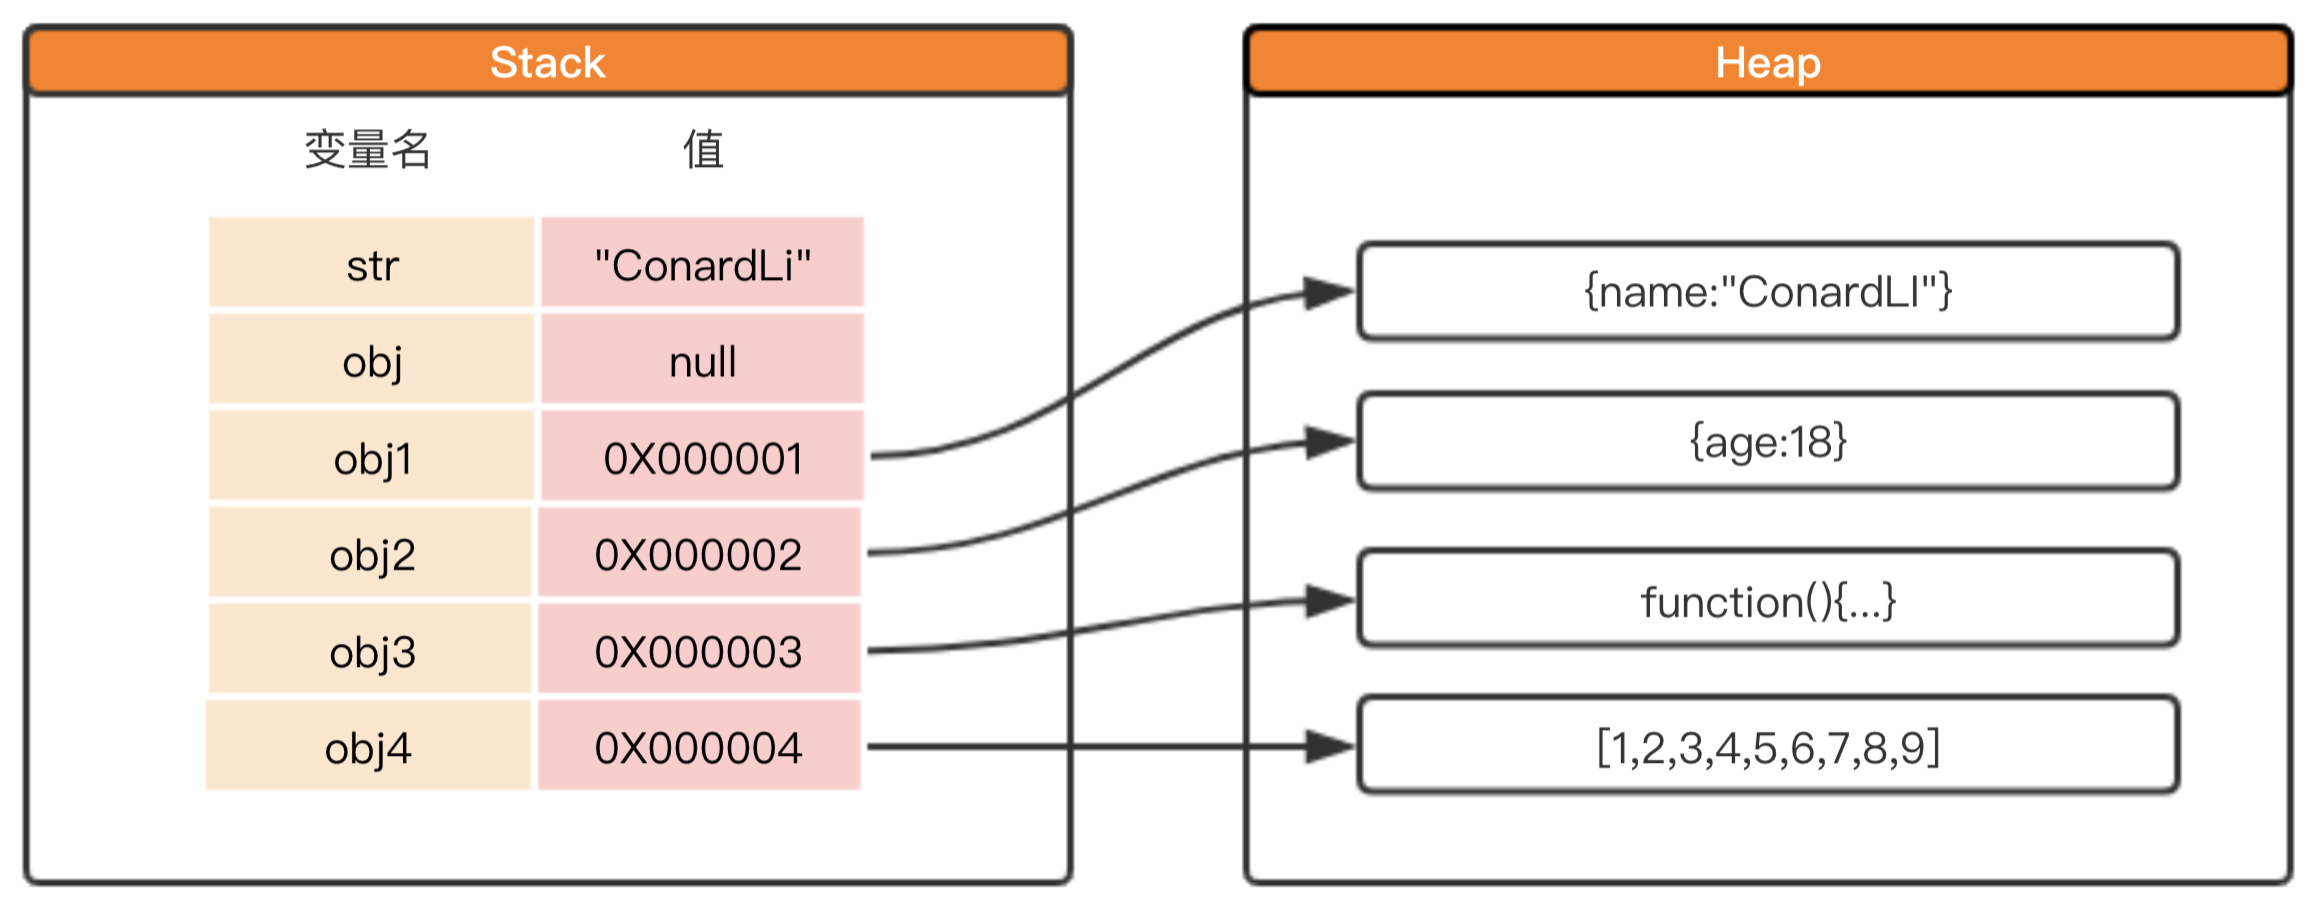 Stack
变量名 值
str "ConardLi"
obj null
obj1 0X000001
obj2 0X000002
obj3 0X000003
obj4 0X000004
Heap
{name:"ConardLI"}
{age:18}
function(){...}
[1,2,3,4,5,6,7,8,9]